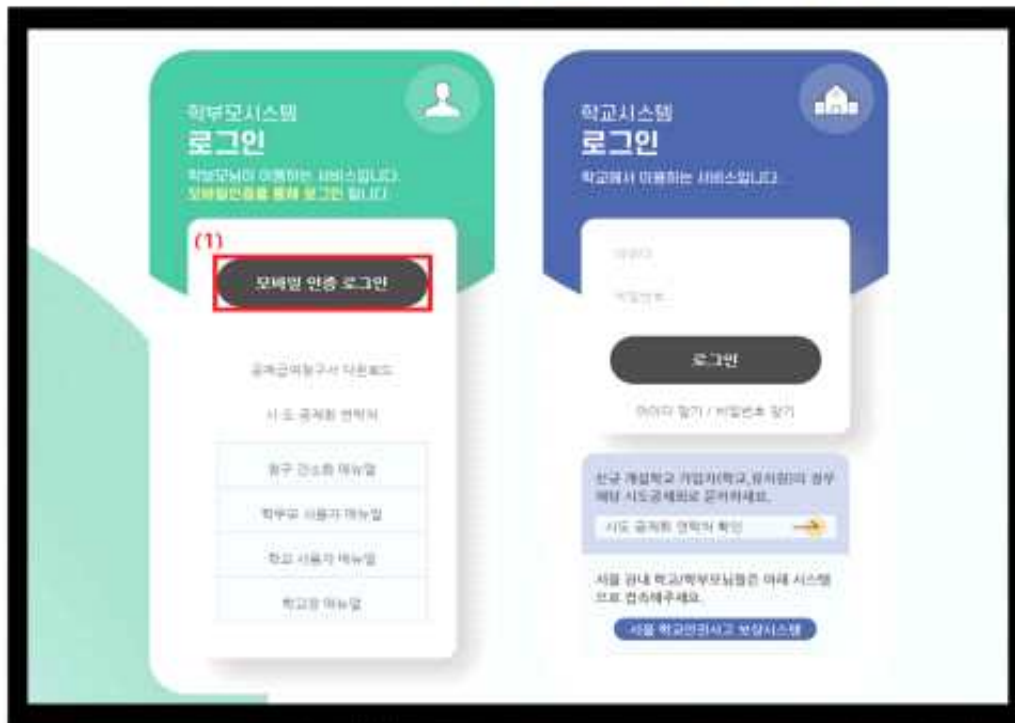 학부모시스템
로그인
학부모님이 이용하는 서비스입니다.
모바일인증을 통해 로그인 됩니다.
(1)
모바일 인증 로그인
공제급여청구서 다운로드
시·도 공제회 연락처
청구 간소화 매뉴얼
학부모 사용자 매뉴얼
학교 사용자 매뉴얼
학교장 매뉴얼
학교시스템
로그인
학교에서 이용하는 서비스입니다.
아이디
비밀번호
로그인
아이디 찾기 / 비밀번호 찾기
신규 개설학교 가입자(학교,유치원)의 경우
해당 시도공제회로 문의하세요.
시도 공제회 연락처 확인
서울 관내 학교/학부모님들은 아래 시스템
으로 접속해주세요.
서울 학교안전사고 보상시스템